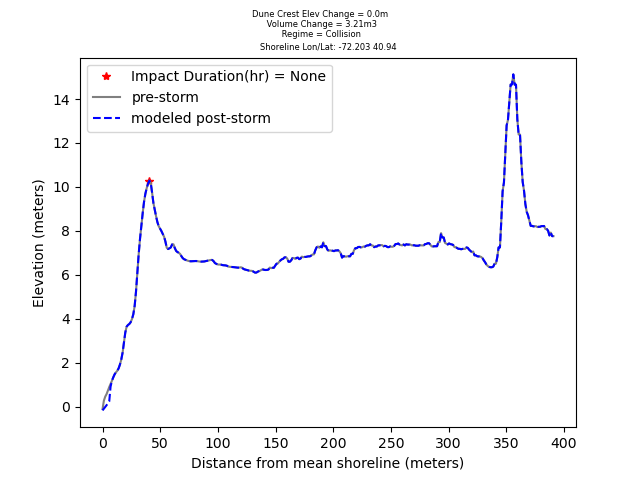 Dune Crest Elev Change = 0.0m
Volume Change = 3.21m3
Regime = Collision
Shoreline Lon/Lat: -72.203 40.94
Impact Duration(hr) = None
pre-storm
modeled post-storm
Elevation (meters)
14
12
10
8
6
4
2
0
0 50 100 150 200 250 300 350 400
Distance from mean shoreline (meters)